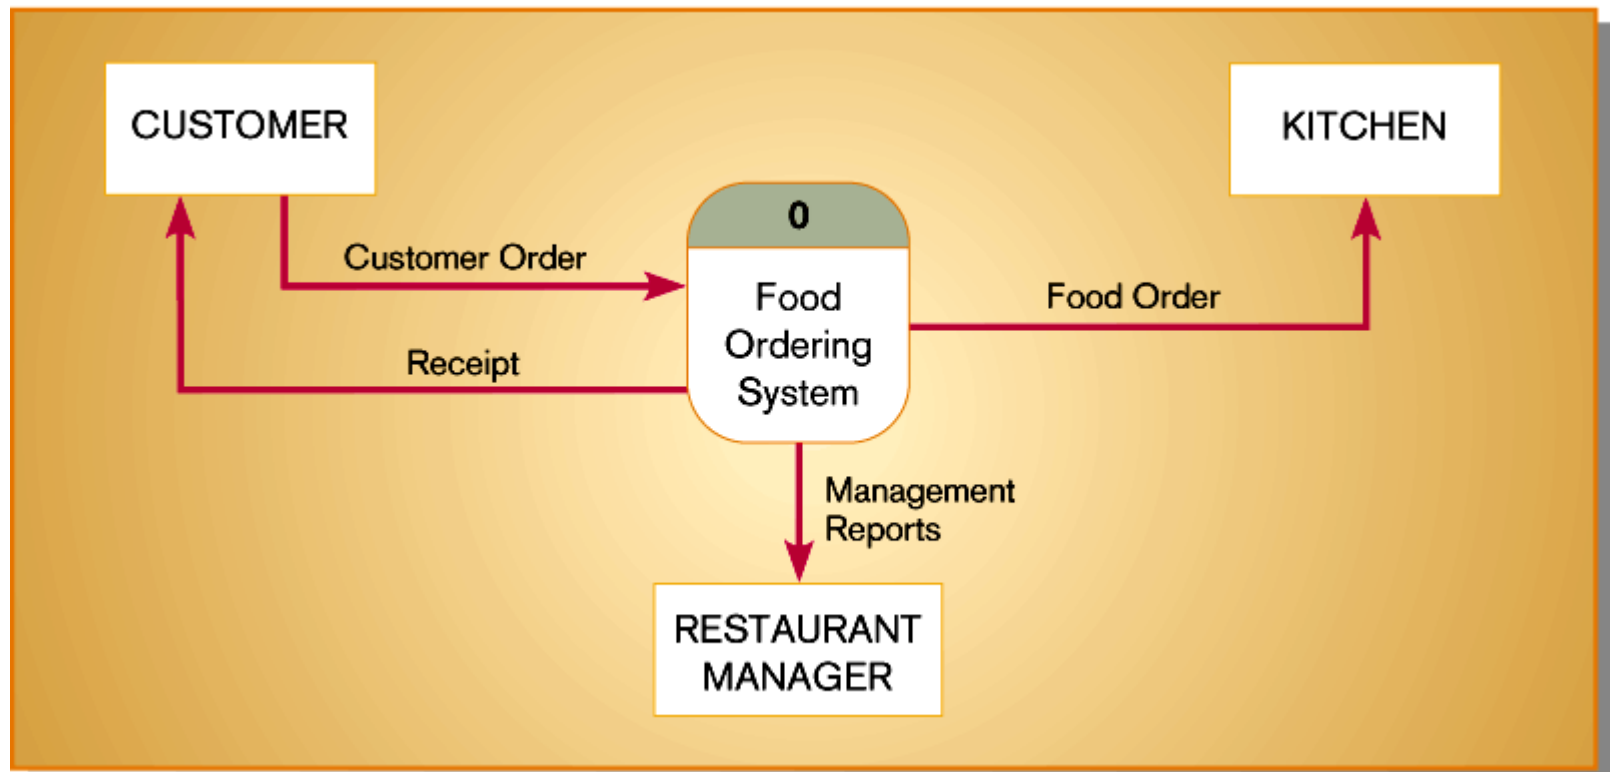 CUSTOMER
KITCHEN
0
Customer Order
Food
Ordering
System
Food Order
Receipt
Management
Reports
RESTAURANT
MANAGER